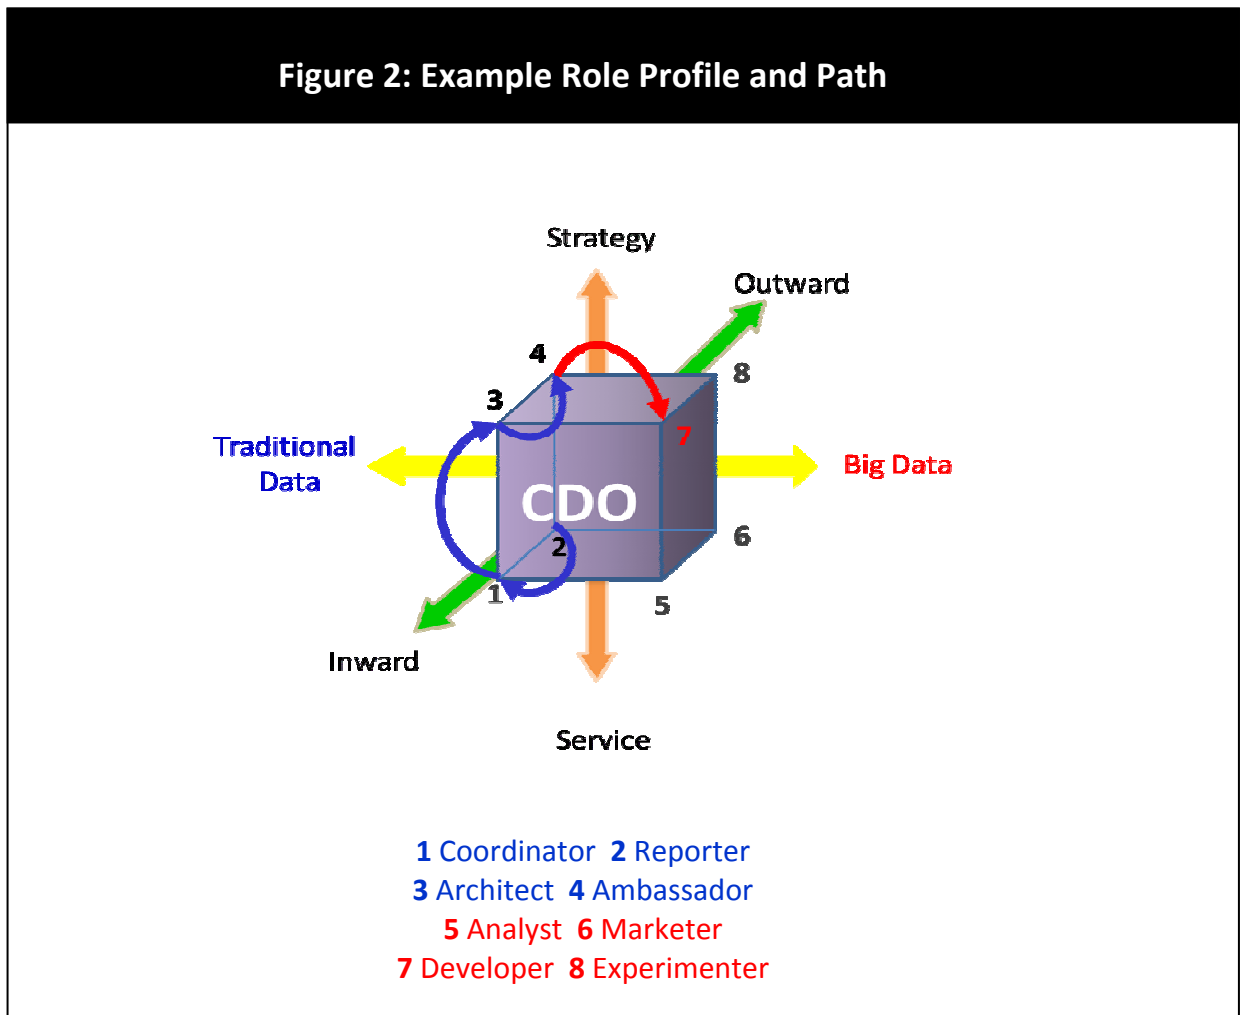 Figure 2: Example Role Profile and Path
Strategy
Outward
4
8
3
7
Traditional
Data
Big Data
CDO
2
6
1
5
Inward
Service
1 Coordinator 2 Reporter
3 Architect 4 Ambassador
5 Analyst 6 Marketer
7 Developer 8 Experimenter